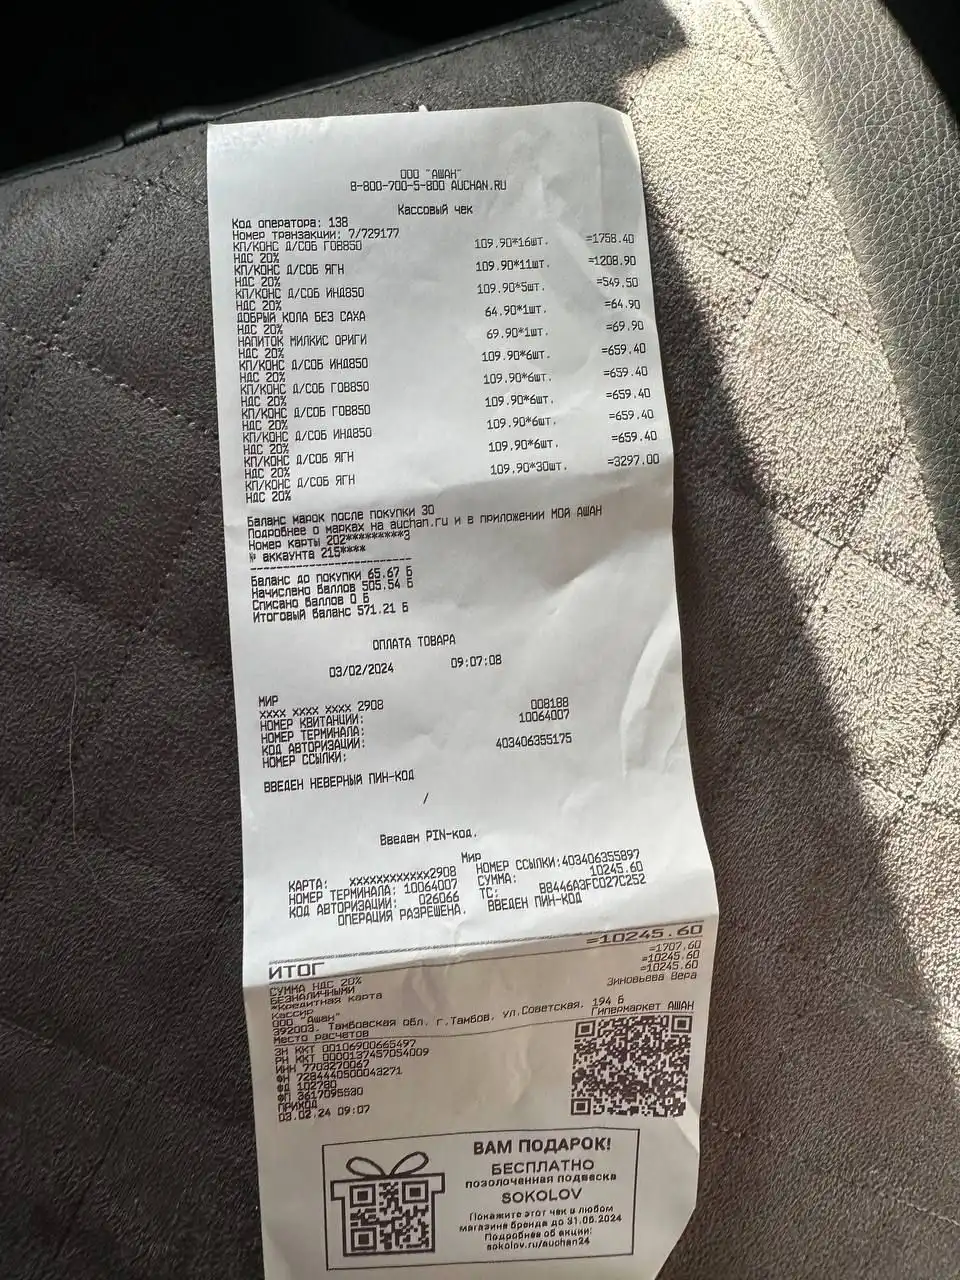 ООО "АШАН"
8-800-700-5-800 AUCHAN.RU
Кассовый чек
Код оператора: 138
Номер транзакции: 7/729177
КП/КОНС Д/СОБ ГОВ850 109.90*16шт. =1758.40
НДС 20%
КП/КОНС Д/СОБ ЯГН 109.90*11шт. =1208.90
НДС 20%
КП/КОНС Д/СОБ ИНД850 109.90*5шт. =549.50
НДС 20%
ДОБРЫЙ КОЛА БЕЗ САХА 64.90*1шт. =64.90
НДС 20%
НАПИТОК МИЛКИС ОРИГИ 69.90*1шт. =69.90
НДС 20%
КП/КОНС Д/СОБ ИНД850 109.90*6шт. =659.40
НДС 20%
КП/КОНС Д/СОБ ГОВ850 109.90*6шт. =659.40
НДС 20%
КП/КОНС Д/СОБ ГОВ850 109.90*6шт. =659.40
НДС 20%
КП/КОНС Д/СОБ ИНД850 109.90*6шт. =659.40
НДС 20%
КП/КОНС Д/СОБ ЯГН 109.90*6шт. =659.40
НДС 20%
КП/КОНС Д/СОБ ЯГН 109.90*30шт. =3297.00
НДС 20%
Баланс марок после покупки 30
Подробнее о марках на auchan.ru и в приложении МОЙ АШАН
Номер карты 202*********3
№ аккаунта 215****
Баланс до покупки 65.67 Б
Начислено баллов 505.54 Б
Списано баллов 0 Б
Итоговый баланс 571.21 Б
ОПЛАТА ТОВАРА
03/02/2024 09:07:08
МИР
XXXX XXXX XXXX 2908
НОМЕР КВИТАНЦИИ: 008188
НОМЕР ТЕРМИНАЛА: 10064007
КОД АВТОРИЗАЦИИ:
НОМЕР ССЫЛКИ: 403406355175
ВВЕДЕН НЕВЕРНЫЙ ПИН-КОД
/
Введен PIN-код.
Мир
КАРТА: XXXXXXXXXXXX2908 НОМЕР ССЫЛКИ:403406355897
НОМЕР ТЕРМИНАЛА: 10064007 СУММА: 10245.60
КОД АВТОРИЗАЦИИ: 026066 ТС: BB446A3FC027C252
ОПЕРАЦИЯ РАЗРЕШЕНА. ВВЕДЕН ПИН-КОД
ИТОГ =10245.60
СУММА НДС 20% =1707.60
БЕЗНАЛИЧНЫМИ =10245.60
*Кредитная карта =10245.60
Кассир Зиновьева Вера
ООО "Ашан"
392003, Тамбовская обл. г.Тамбов, ул.Советская, 194 Б
Место расчетов Гипермаркет АШАН
ЗН ККТ 00106900665497
РН ККТ 0000137457054009
ИНН 7703270067
ФН 7284440500043271
ФД 102790
ФП 3617095530
ПРИХОД
03.02.24 09:07
ВАМ ПОДАРОК!
БЕСПЛАТНО
позолоченная подвеска
SOKOLOV
Покажите этот чек в любом
магазине бренда до 31.05.2024
Подробнее об акции:
sokolov.ru/auchan24